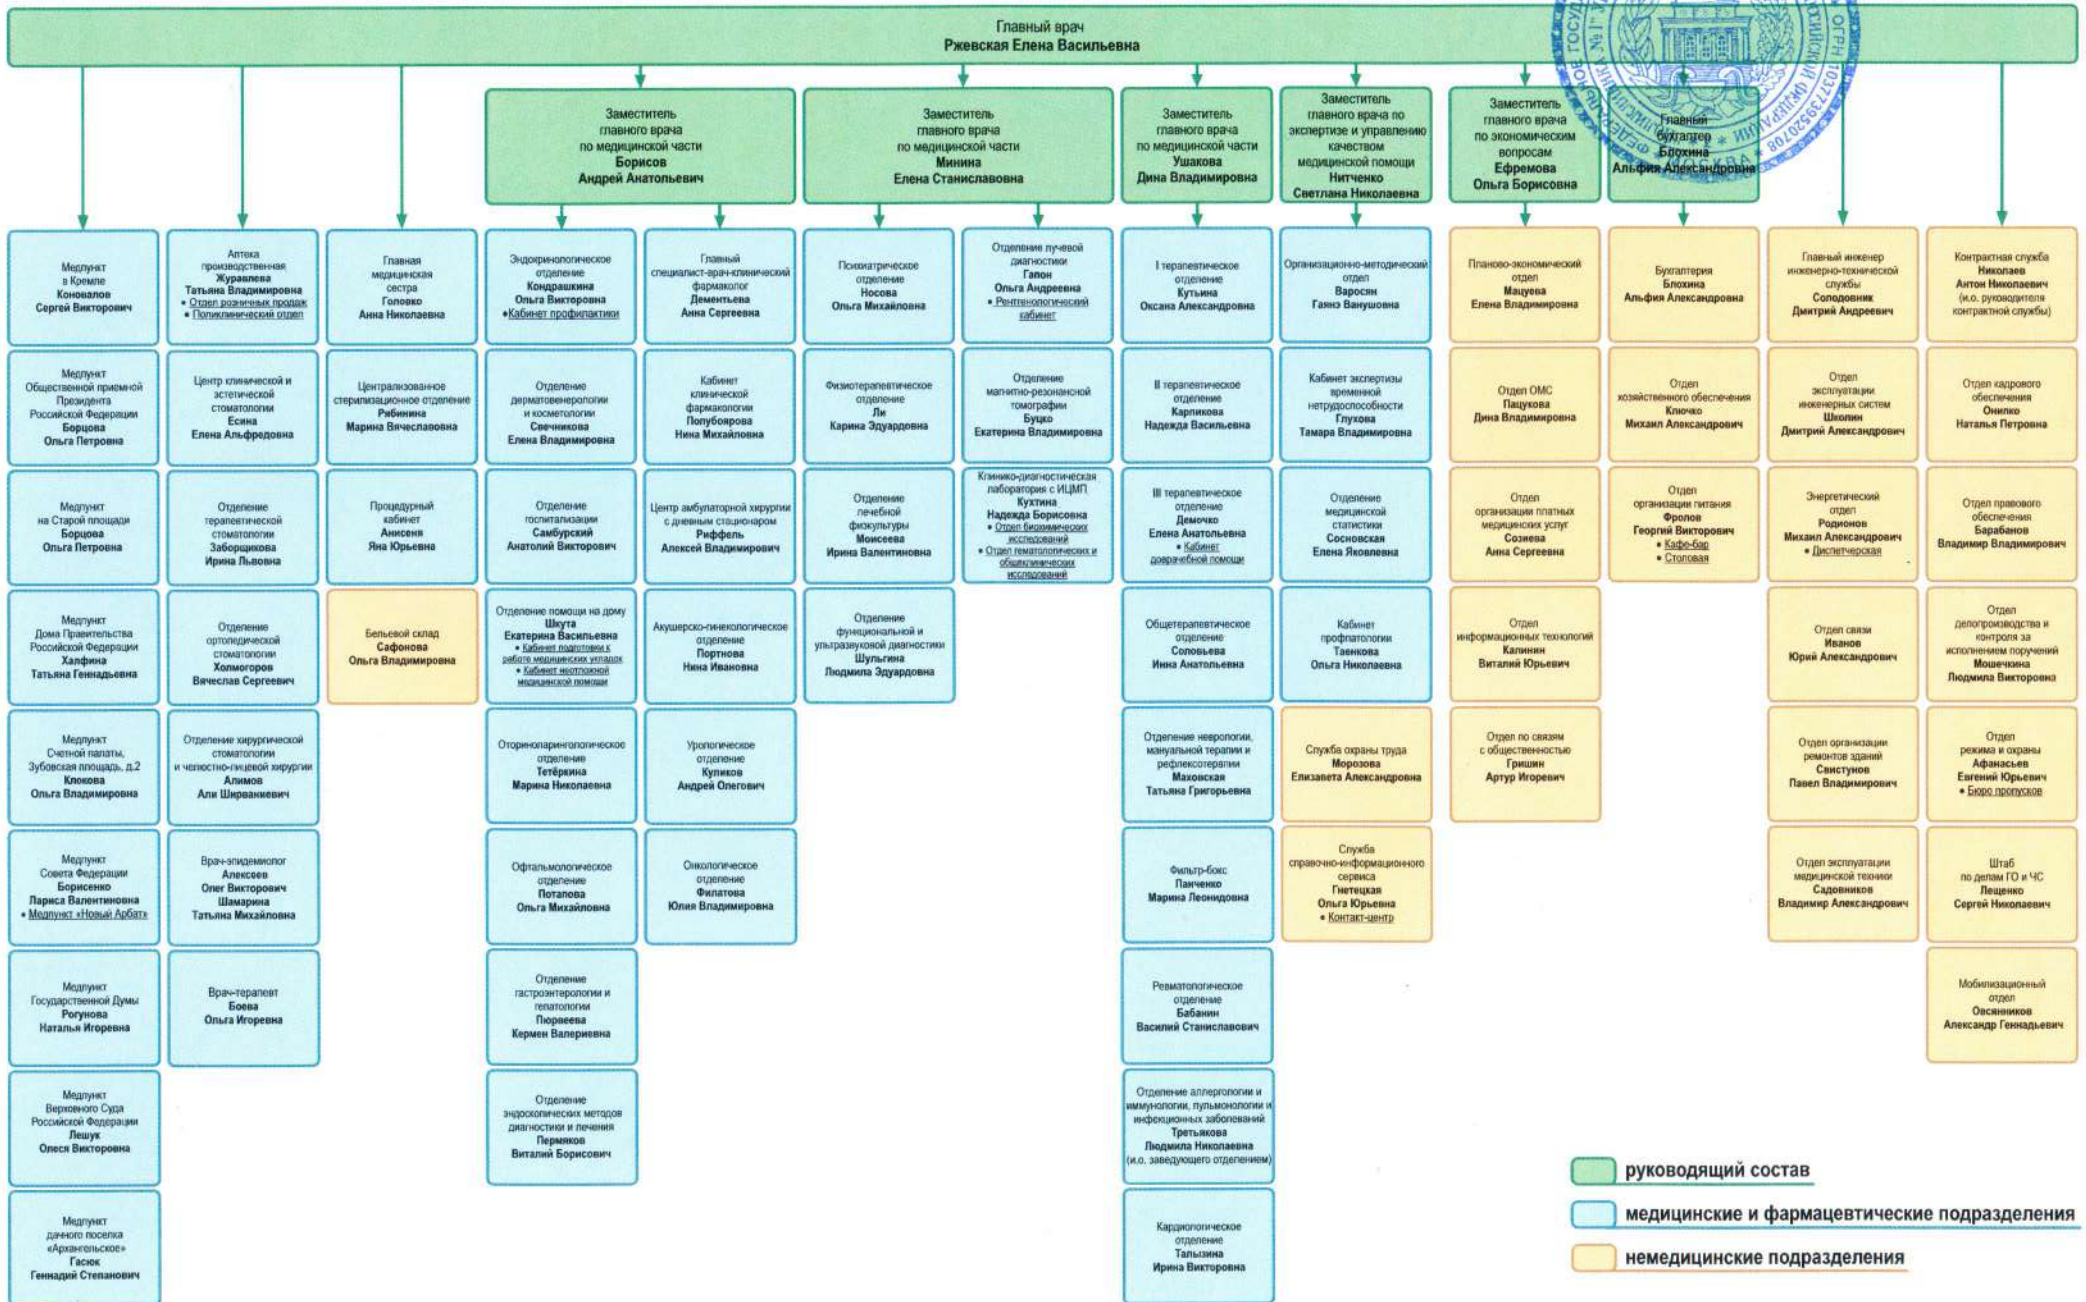 Главный врач
Ржевская Елена Васильевна
Заместитель
главного врача
по медицинской части
Борисов
Андрей Анатольевич
Заместитель
главного врача
по медицинской части
Минина
Елена Станиславовна
Заместитель
главного врача
по медицинской части
Ушакова
Дина Владимировна
Заместитель
главного врача по
экспертизе и управлению
качеством
медицинской помощи
Нитченко
Светлана Николаевна
Заместитель
главного врача
по экономическим
вопросам
Ефремова
Ольга Борисовна
Главный
бухгалтер
Блохина
Альфия Александровна
Медпункт
в Кремле
Коновалов
Сергей Викторович
Медпункт
Общественной приемной
Президента
Российской Федерации
Борцова
Ольга Петровна
Медпункт
на Старой площади
Борцова
Ольга Петровна
Медпункт
Дома Правительства
Российской Федерации
Халфина
Татьяна Геннадьевна
Медпункт
Счетной палаты,
Зубовская площадь, д.2
Клокова
Ольга Владимировна
Медпункт
Совета Федерации
Борисенко
Лариса Валентиновна
• Медпункт «Новый Арбат»
Медпункт
Государственной Думы
Рогунова
Наталья Игоревна
Медпункт
Верховного Суда
Российской Федерации
Лешук
Олеся Викторовна
Медпункт
дачного поселка
«Архангельское»
Гасюк
Геннадий Степанович
Аптека
производственная
Журавлева
Татьяна Владимировна
• Отдел розничных продаж
• Поликлинический отдел
Центр клинической и
эстетической
стоматологии
Есина
Елена Альфредовна
Отделение
терапевтической
стоматологии
Заборщикова
Ирина Львовна
Отделение
ортопедической
стоматологии
Холмогоров
Вячеслав Сергеевич
Отделение хирургической
стоматологии
и челюстно-лицевой хирургии
Алимов
Али Ширваниевич
Врач-эпидемиолог
Алексеев
Олег Викторович
Шамарина
Татьяна Михайловна
Врач-терапевт
Боева
Ольга Игоревна
Главная
медицинская
сестра
Головко
Анна Николаевна
Централизованное
стерилизационное отделение
Рябинина
Марина Вячеславовна
Процедурный
кабинет
Анисеня
Яна Юрьевна
Бельевой склад
Сафонова
Ольга Владимировна
Эндокринологическое
отделение
Кондрашкина
Ольга Викторовна
•Кабинет профилактики
Отделение
дерматовенерологии
и косметологии
Свечникова
Елена Владимировна
Отделение
госпитализации
Самбурский
Анатолий Викторович
Отделение помощи на дому
Шкута
Екатерина Васильевна
• Кабинет подготовки к
работе медицинских укладок
• Кабинет неотложной
медицинской помощи
Оториноларингологическое
отделение
Тетёркина
Марина Николаевна
Офтальмологическое
отделение
Потапова
Ольга Михайловна
Отделение
гастроэнтерологии и
гепатологии
Пюрвеева
Кермен Валериевна
Отделение
эндоскопических методов
диагностики и лечения
Пермяков
Виталий Борисович
Главный
специалист-врач-клинический
фармаколог
Дементьева
Анна Сергеевна
Кабинет
клинической
фармакологии
Полубоярова
Нина Михайловна
Центр амбулаторной хирургии
с дневным стационаром
Риффель
Алексей Владимирович
Акушерско-гинекологическое
отделение
Портнова
Нина Ивановна
Урологическое
отделение
Куликов
Андрей Олегович
Онкологическое
отделение
Филатова
Юлия Владимировна
Психиатрическое
отделение
Носова
Ольга Михайловна
Физиотерапевтическое
отделение
Ли
Карина Эдуардовна
Отделение
лечебной
физкультуры
Моисеева
Ирина Валентиновна
Отделение
функциональной и
ультразвуковой диагностики
Шульгина
Людмила Эдуардовна
Отделение лучевой
диагностики
Гапон
Ольга Андреевна
• Рентгенологический
кабинет
Отделение
магнитно-резонансной
томографии
Буцко
Екатерина Владимировна
Клинико-диагностическая
лаборатория с ИЦМП
Кухтина
Надежда Борисовна
• Отдел биохимических
исследований
• Отдел гематологических и
общеклинических
исследований
I терапевтическое
отделение
Кутьина
Оксана Александровна
II терапевтическое
отделение
Карпикова
Надежда Васильевна
III терапевтическое
отделение
Демочко
Елена Анатольевна
• Кабинет
доврачебной помощи
Общетерапевтическое
отделение
Соловьева
Инна Анатольевна
Отделение неврологии,
мануальной терапии и
рефлексотерапии
Маховская
Татьяна Григорьевна
Фильтр-бокс
Панченко
Марина Леонидовна
Ревматологическое
отделение
Бабанин
Василий Станиславович
Отделение аллергологии и
иммунологии, пульмонологии и
инфекционных заболеваний
Третьякова
Людмила Николаевна
(и.о. заведующего отделением)
Кардиологическое
отделение
Талызина
Ирина Викторовна
Организационно-методический
отдел
Варосян
Гаянэ Ванушовна
Кабинет экспертизы
временной
нетрудоспособности
Глухова
Тамара Владимировна
Отделение
медицинской
статистики
Сосновская
Елена Яковлевна
Кабинет
профпатологии
Таенкова
Ольга Николаевна
Служба охраны труда
Морозова
Елизавета Александровна
Служба
справочно-информационного
сервиса
Гнетецкая
Ольга Юрьевна
• Контакт-центр
Планово-экономический
отдел
Мацуева
Елена Владимировна
Отдел ОМС
Пацукова
Дина Владимировна
Отдел
организации платных
медицинских услуг
Созиева
Анна Сергеевна
Отдел
информационных технологий
Калинин
Виталий Юрьевич
Отдел по связям
с общественностью
Гришин
Артур Игоревич
Бухгалтерия
Блохина
Альфия Александровна
Отдел
хозяйственного обеспечения
Ключко
Михаил Александрович
Отдел
организации питания
Фролов
Георгий Викторович
• Кафе-бар
• Столовая
Главный инженер
инженерно-технической
службы
Солодовник
Дмитрий Андреевич
Отдел
эксплуатации
инженерных систем
Школин
Дмитрий Александрович
Энергетический
отдел
Родионов
Михаил Александрович
• Диспетчерская
Отдел связи
Иванов
Юрий Александрович
Отдел организации
ремонтов зданий
Свистунов
Павел Владимирович
Отдел эксплуатации
медицинской техники
Садовников
Владимир Александрович
Контрактная служба
Николаев
Антон Николаевич
(и.о. руководителя
контрактной службы)
Отдел кадрового
обеспечения
Онилко
Наталья Петровна
Отдел правового
обеспечения
Барабанов
Владимир Владимирович
Отдел
делопроизводства и
контроля за
исполнением поручений
Мошечкина
Людмила Викторовна
Отдел
режима и охраны
Афанасьев
Евгений Юрьевич
• Бюро пропусков
Штаб
по делам ГО и ЧС
Лещенко
Сергей Николаевич
Мобилизационный
отдел
Овсянников
Александр Геннадьевич
руководящий состав
медицинские и фармацевтические подразделения
немедицинские подразделения
ОГРН 1037739520708
МОСКВА